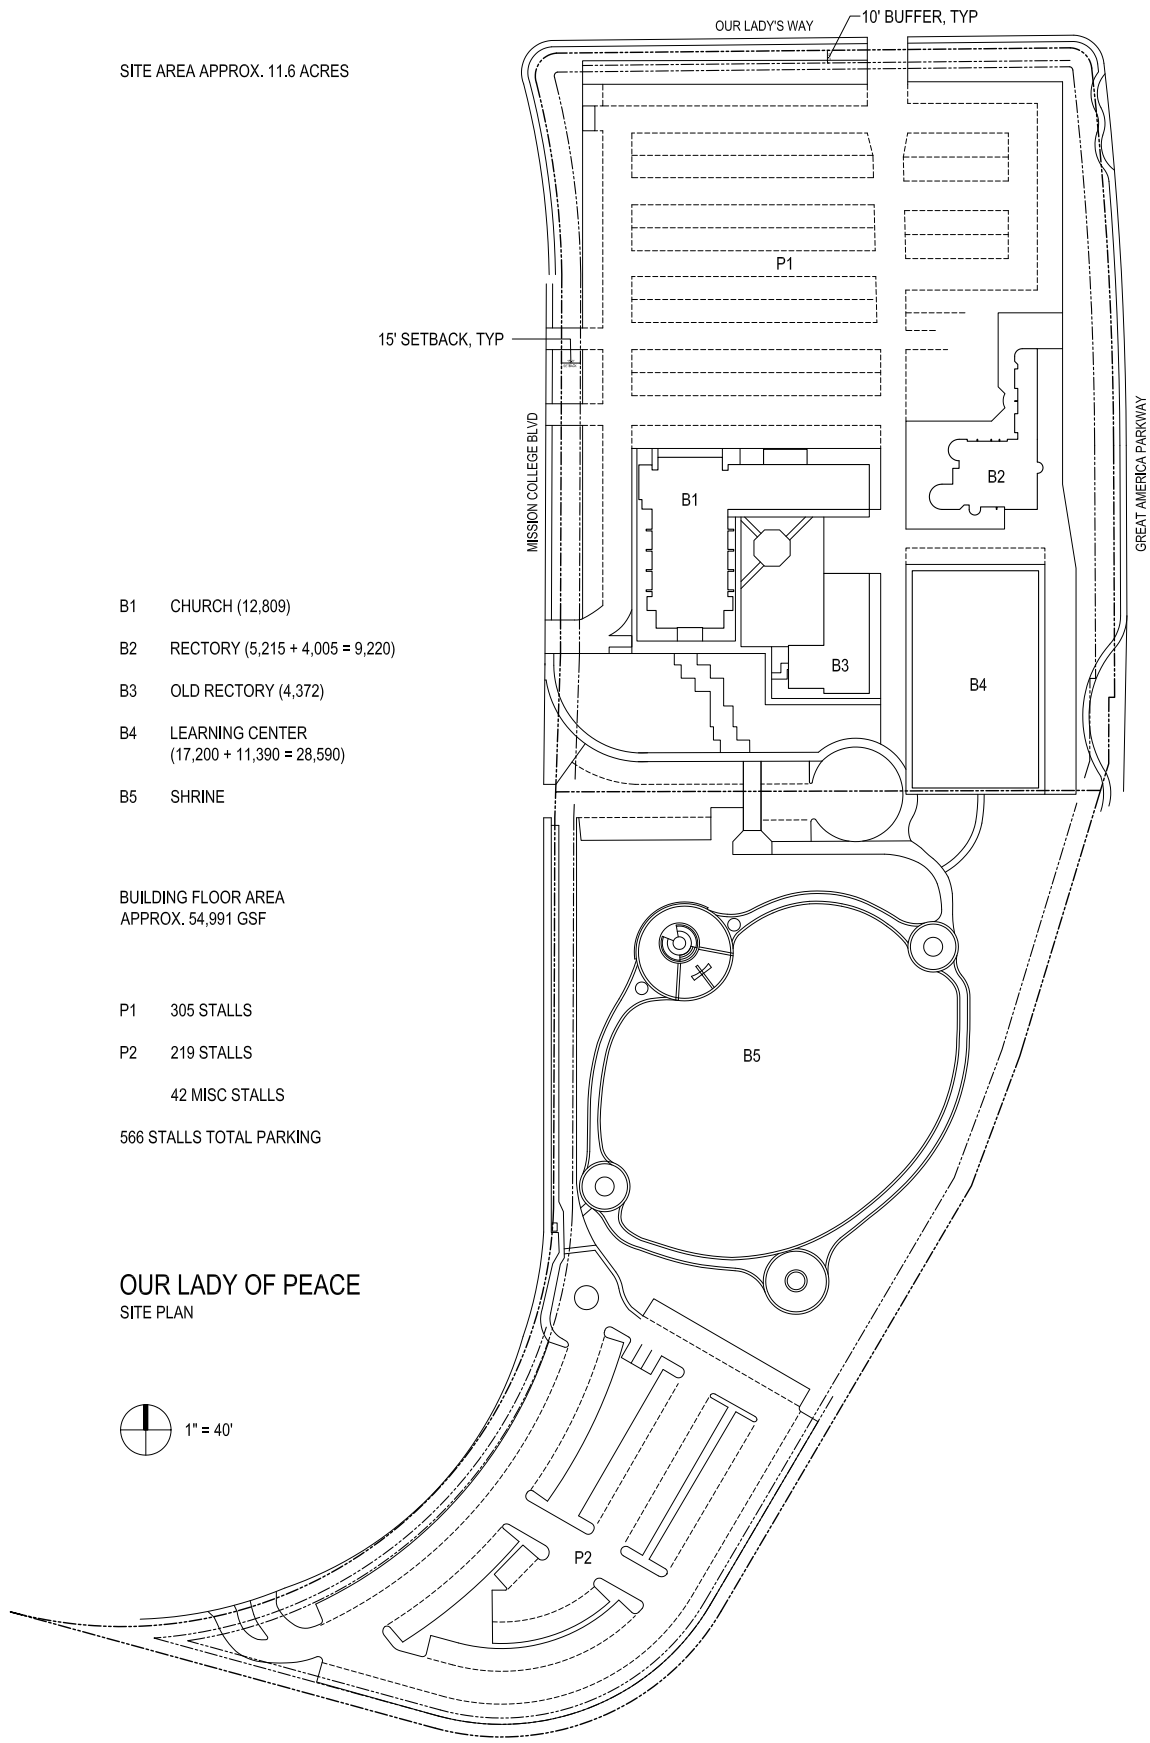 OUR LADY'S WAY
10' BUFFER, TYP
SITE AREA APPROX. 11.6 ACRES
P1
15' SETBACK, TYP
MISSION COLLEGE BLVD
GREAT AMERICA PARKWAY
B1
B2
B3
B4
B1 CHURCH (12,809)
B2 RECTORY (5,215 + 4,005 = 9,220)
B3 OLD RECTORY (4,372)
B4 LEARNING CENTER
(17,200 + 11,390 = 28,590)
B5 SHRINE
BUILDING FLOOR AREA
APPROX. 54,991 GSF
P1 305 STALLS
P2 219 STALLS
42 MISC STALLS
566 STALLS TOTAL PARKING
B5
OUR LADY OF PEACE
SITE PLAN
1" = 40'
P2